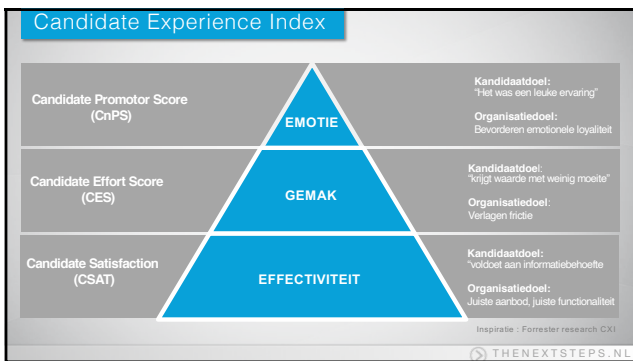 Candidate Experience Index
Candidate Promotor Score
(CnPS)
EMOTIE
Kandidaatdoel:
"Het was een leuke ervaring"
Organisatiedoel:
Bevorderen emotionele loyaliteit
Candidate Effort Score
(CES)
GEMAK
Kandidaatdoel:
"krijgt waarde met weinig moeite"
Organisatiedoel:
Verlagen frictie
Candidate Satisfaction
(CSAT)
EFFECTIVITEIT
Kandidaatdoel:
"voldoet aan informatiebehoefte
Organisatiedoel:
Juiste aanbod, juiste functionaliteit
Inspiratie : Forrester research CXI
THENEXTSTEPS.NL